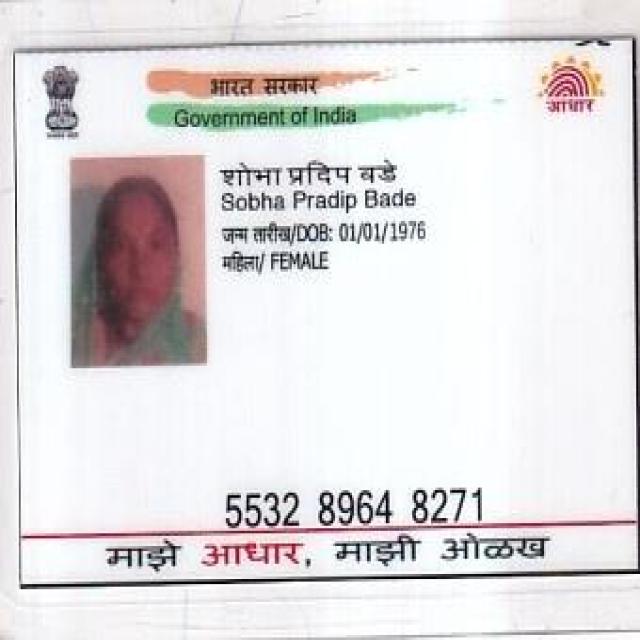 भारत सरकार
Government of India
आधार
शोभा प्रदिप बडे
Sobha Pradip Bade
जन्म तारीख/DOB: 01/01/1976
महिला/ FEMALE
5532 8964 8271
माझे आधार, माझी ओळख